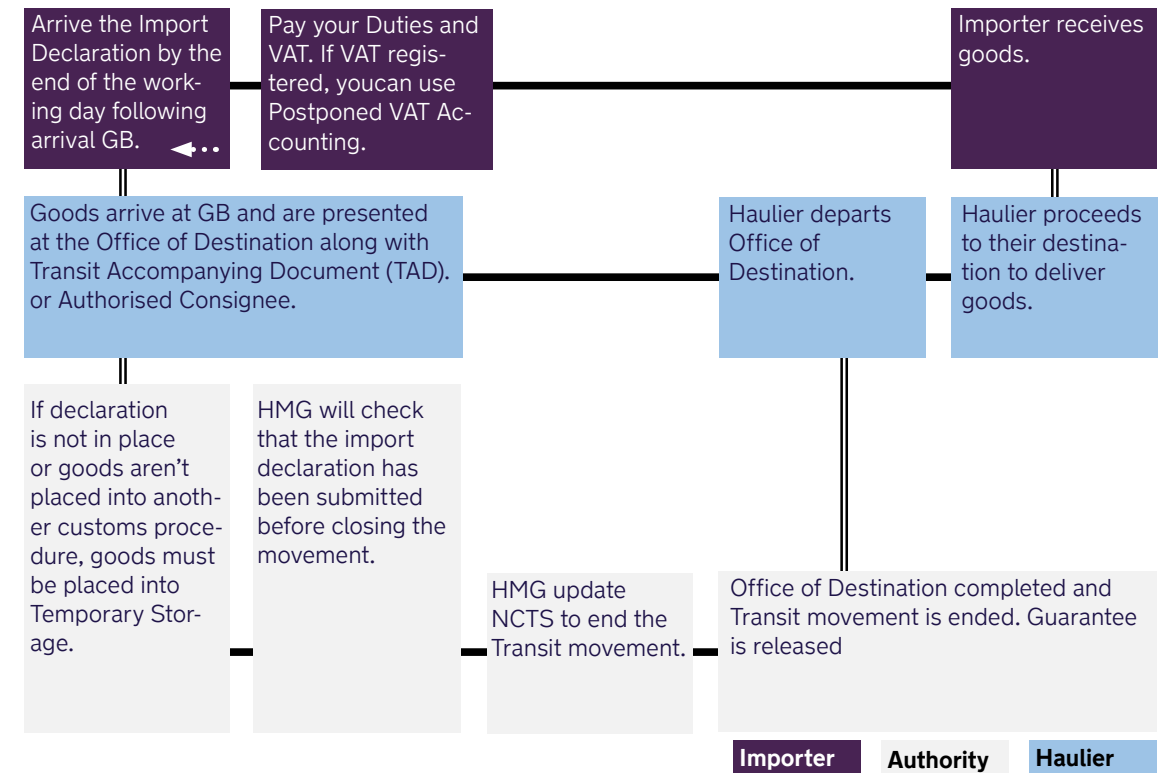 Arrive the Import
Declaration by the
end of the work-
ing day following
arrival GB.
Pay your Duties and
VAT. If VAT regis-
tered, youcan use
Postponed VAT Ac-
counting.
Importer receives
goods.
Goods arrive at GB and are presented
at the Office of Destination along with
Transit Accompanying Document (TAD).
or Authorised Consignee.
Haulier departs
Office of
Destination.
Haulier proceeds
to their destina-
tion to deliver
goods.
If declaration
is not in place
or goods aren't
placed into anoth-
er customs proce-
dure, goods must
be placed into
Temporary Stor-
age.
HMG will check
that the import
declaration has
been submitted
before closing the
movement.
HMG update
NCTS to end the
Transit movement.
Office of Destination completed and
Transit movement is ended. Guarantee
is released
Importer
Authority
Haulier